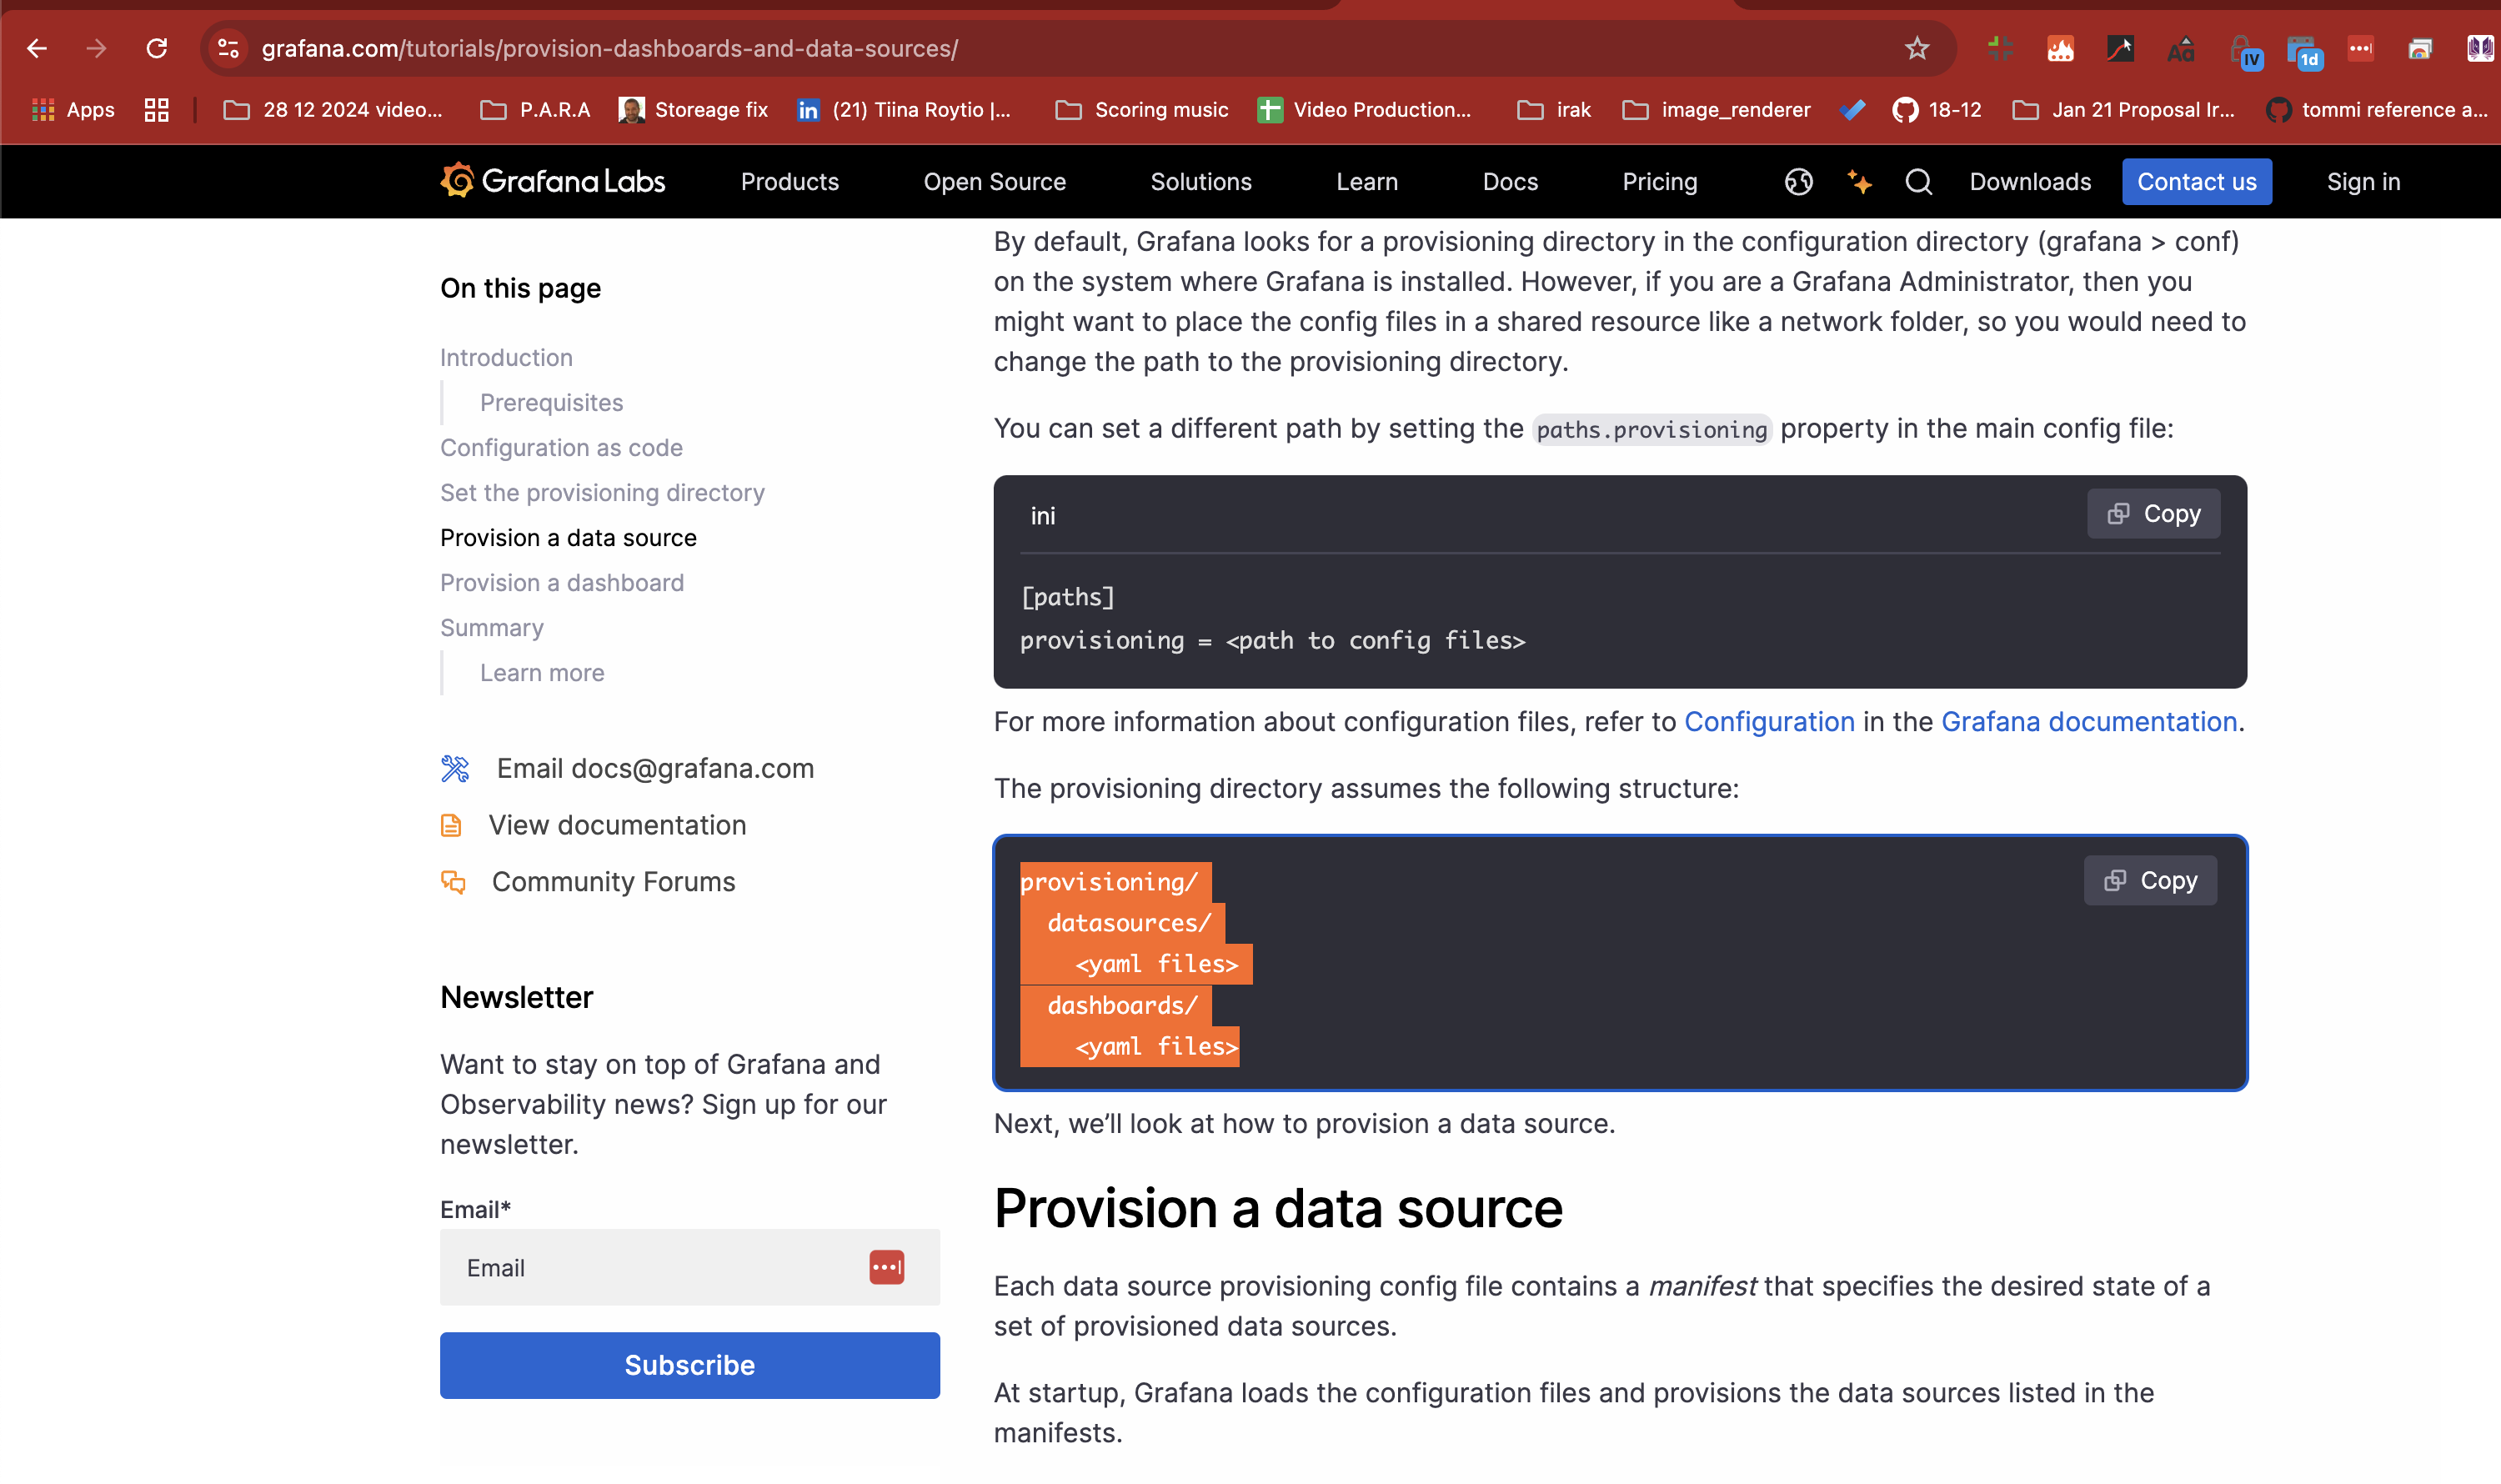 grafana.com/tutorials/provision-dashboards-and-data-sources/
Aa
IV
1d
Apps
28 12 2024 video...
P.A.R.A
Storeage fix
in
(21) Tiina Roytio |...
Scoring music
Video Production...
irak
image_renderer
18-12
Jan 21 Proposal Ir...
tommi reference a...
Grafana Labs
Products
Open Source
Solutions
Learn
Docs
Pricing
Downloads
Contact us
Sign in
On this page
Introduction
Prerequisites
Configuration as code
Set the provisioning directory
Provision a data source
Provision a dashboard
Summary
Learn more
Email docs@grafana.com
View documentation
Community Forums
Newsletter
Want to stay on top of Grafana and
Observability news? Sign up for our
newsletter.
Email*
Email
Subscribe
By default, Grafana looks for a provisioning directory in the configuration directory (grafana > conf)
on the system where Grafana is installed. However, if you are a Grafana Administrator, then you
might want to place the config files in a shared resource like a network folder, so you would need to
change the path to the provisioning directory.
You can set a different path by setting the paths.provisioning property in the main config file:
ini
Copy
[paths]
provisioning = <path to config files>
For more information about configuration files, refer to Configuration in the Grafana documentation.
The provisioning directory assumes the following structure:
Copy
provisioning/
  datasources/
    <yaml files>
  dashboards/
    <yaml files>
Next, we’ll look at how to provision a data source.
Provision a data source
Each data source provisioning config file contains a manifest that specifies the desired state of a
set of provisioned data sources.
At startup, Grafana loads the configuration files and provisions the data sources listed in the
manifests.